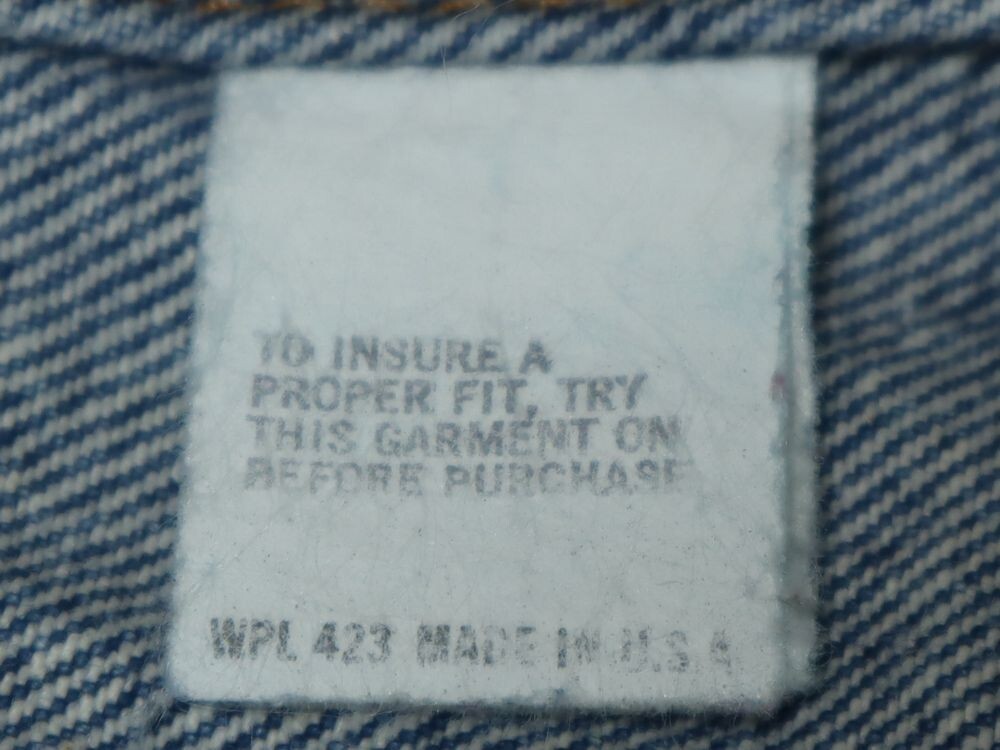 TO INSURE A
PROPER FIT, TRY
THIS GARMENT ON
BEFORE PURCHASE
WPL 423 MADE IN U.S.A